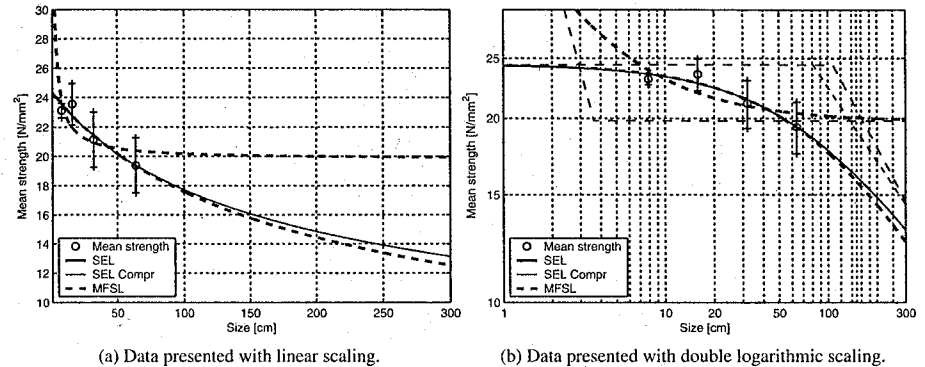 30
28
26
24
22
20
18
16
14
12
10
Mean strength [N/mm²]
Mean strength
SEL
SEL Compr
MFSL
50 100 150 200 250 300
Size [cm]
(a) Data presented with linear scaling.
25
20
15
10
Mean strength [N/mm²]
Mean strength
SEL
SEL Compr
MFSL
1 10 100 300
Size [cm]
(b) Data presented with double logarithmic scaling.